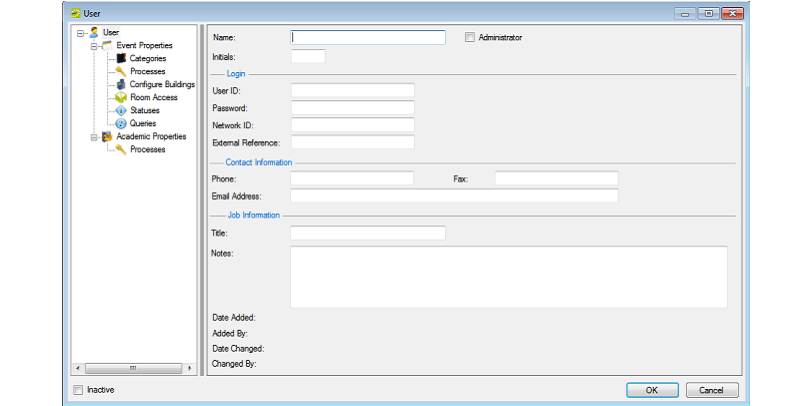 User
User
Event Properties
Categories
Processes
Configure Buildings
Room Access
Statuses
Queries
Academic Properties
Processes
Name:
Administrator
Initials:
Login
User ID:
Password:
Network ID:
External Reference:
Contact Information
Phone:
Fax:
Email Address:
Job Information
Title:
Notes:
Date Added:
Added By:
Date Changed:
Changed By:
Inactive
OK
Cancel